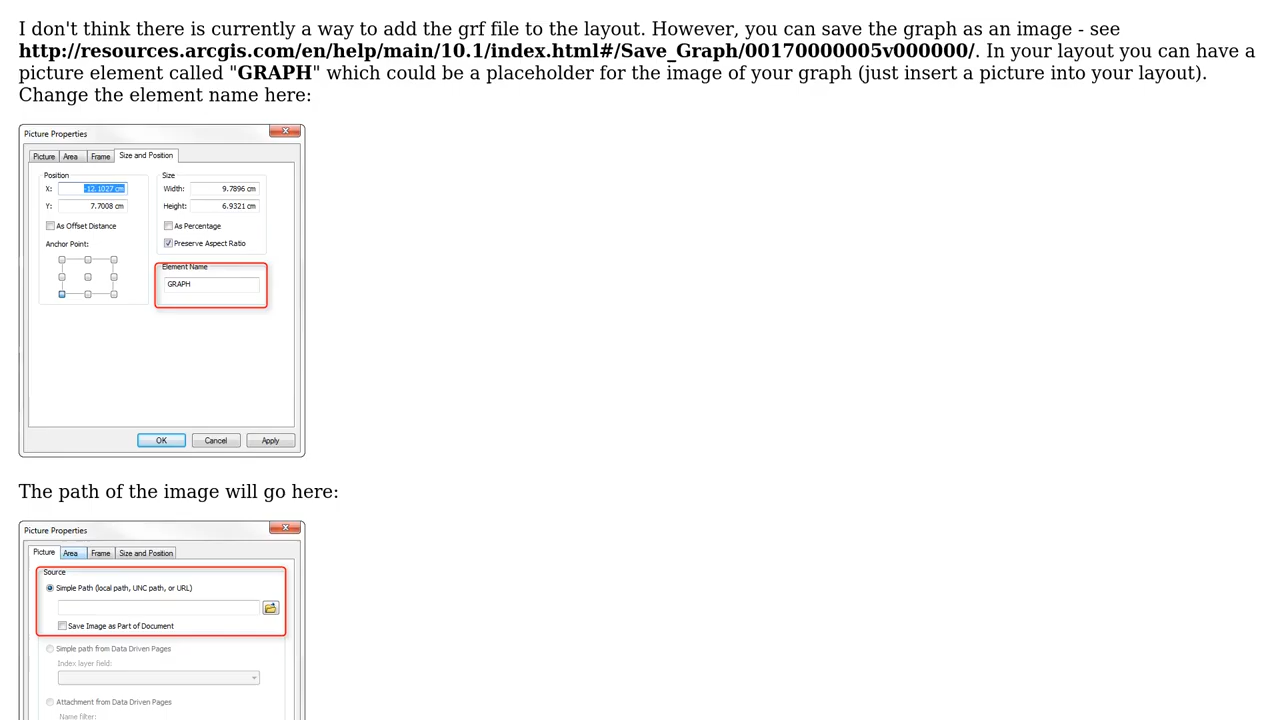 I don't think there is currently a way to add the grf file to the layout. However, you can save the graph as an image - see
http://resources.arcgis.com/en/help/main/10.1/index.html#/Save_Graph/00170000005v000000/. In your layout you can have a
picture element called "GRAPH" which could be a placeholder for the image of your graph (just insert a picture into your layout).
Change the element name here:
Picture Properties
Picture Area Frame Size and Position
Position Size
X: -12.1027 cm Width: 9.7896 cm
Y: 7.7008 cm Height: 6.9321 cm
As Offset Distance As Percentage
Anchor Point: Preserve Aspect Ratio
Element Name
GRAPH
OK Cancel Apply
The path of the image will go here:
Picture Properties
Picture Area Frame Size and Position
Source
Simple Path (local path, UNC path, or URL)
Save Image as Part of Document
Simple path from Data Driven Pages
Index layer field:
Attachment from Data Driven Pages
Name filter: